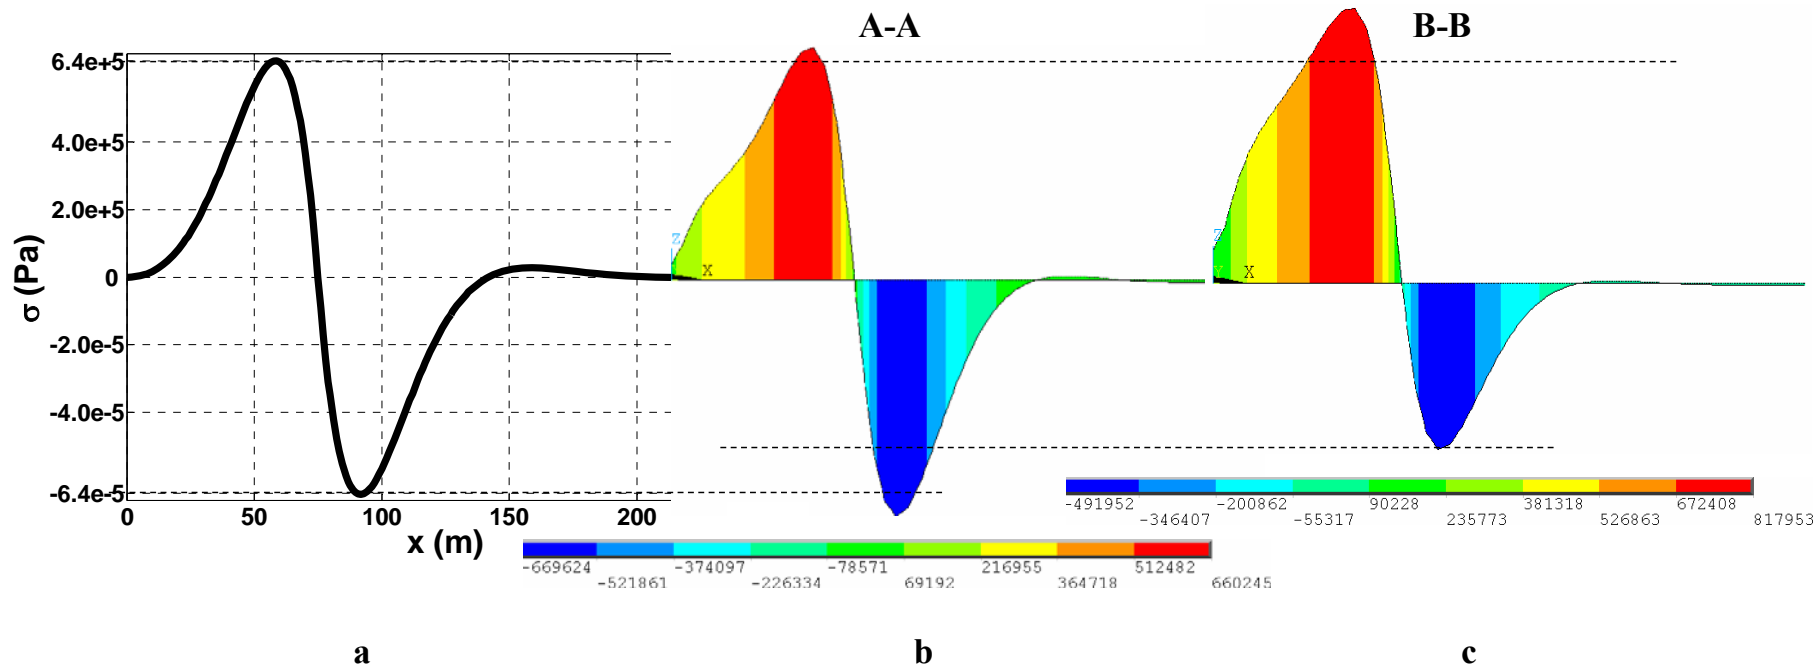 A-A
B-B
6.4e+5
4.0e+5
2.0e+5
0
-2.0e-5
-4.0e-5
-6.4e-5
σ (Pa)
0 50 100 150 200
x (m)
Z
X
Z
Y
X
-669624 -374097 -78571 216955 512482
-521861 -226334 69192 364718 660245
-491952 -200862 90228 381318 672408
-346407 -55317 235773 526863 817953
a b c